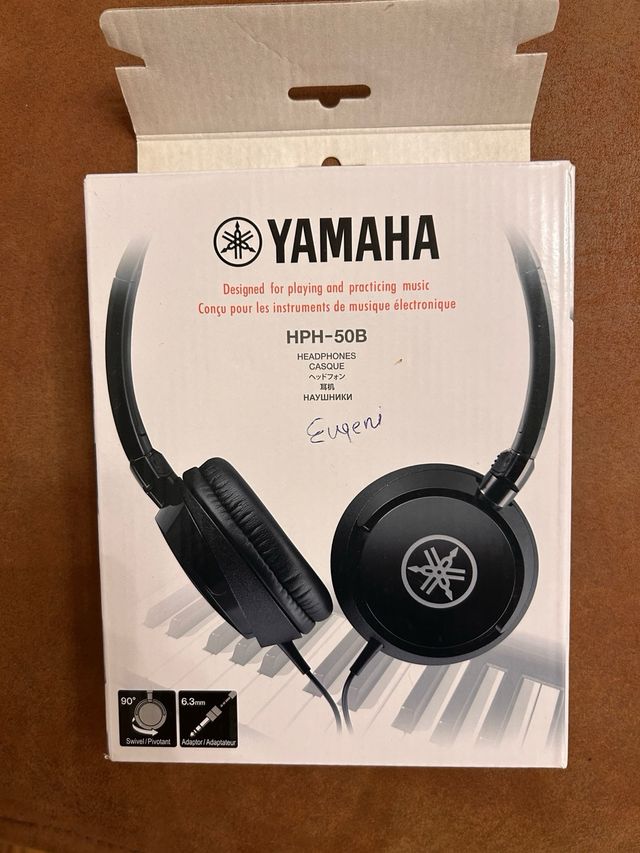 YAMAHA
Designed for playing and practicing music
Conçu pour les instruments de musique électronique
HPH-50B
HEADPHONES
CASQUE
ヘッドフォン
耳机
НАУШНИКИ
Eugeni
90°
Swivel/Pivotant
6.3mm
Adaptor/Adaptateur